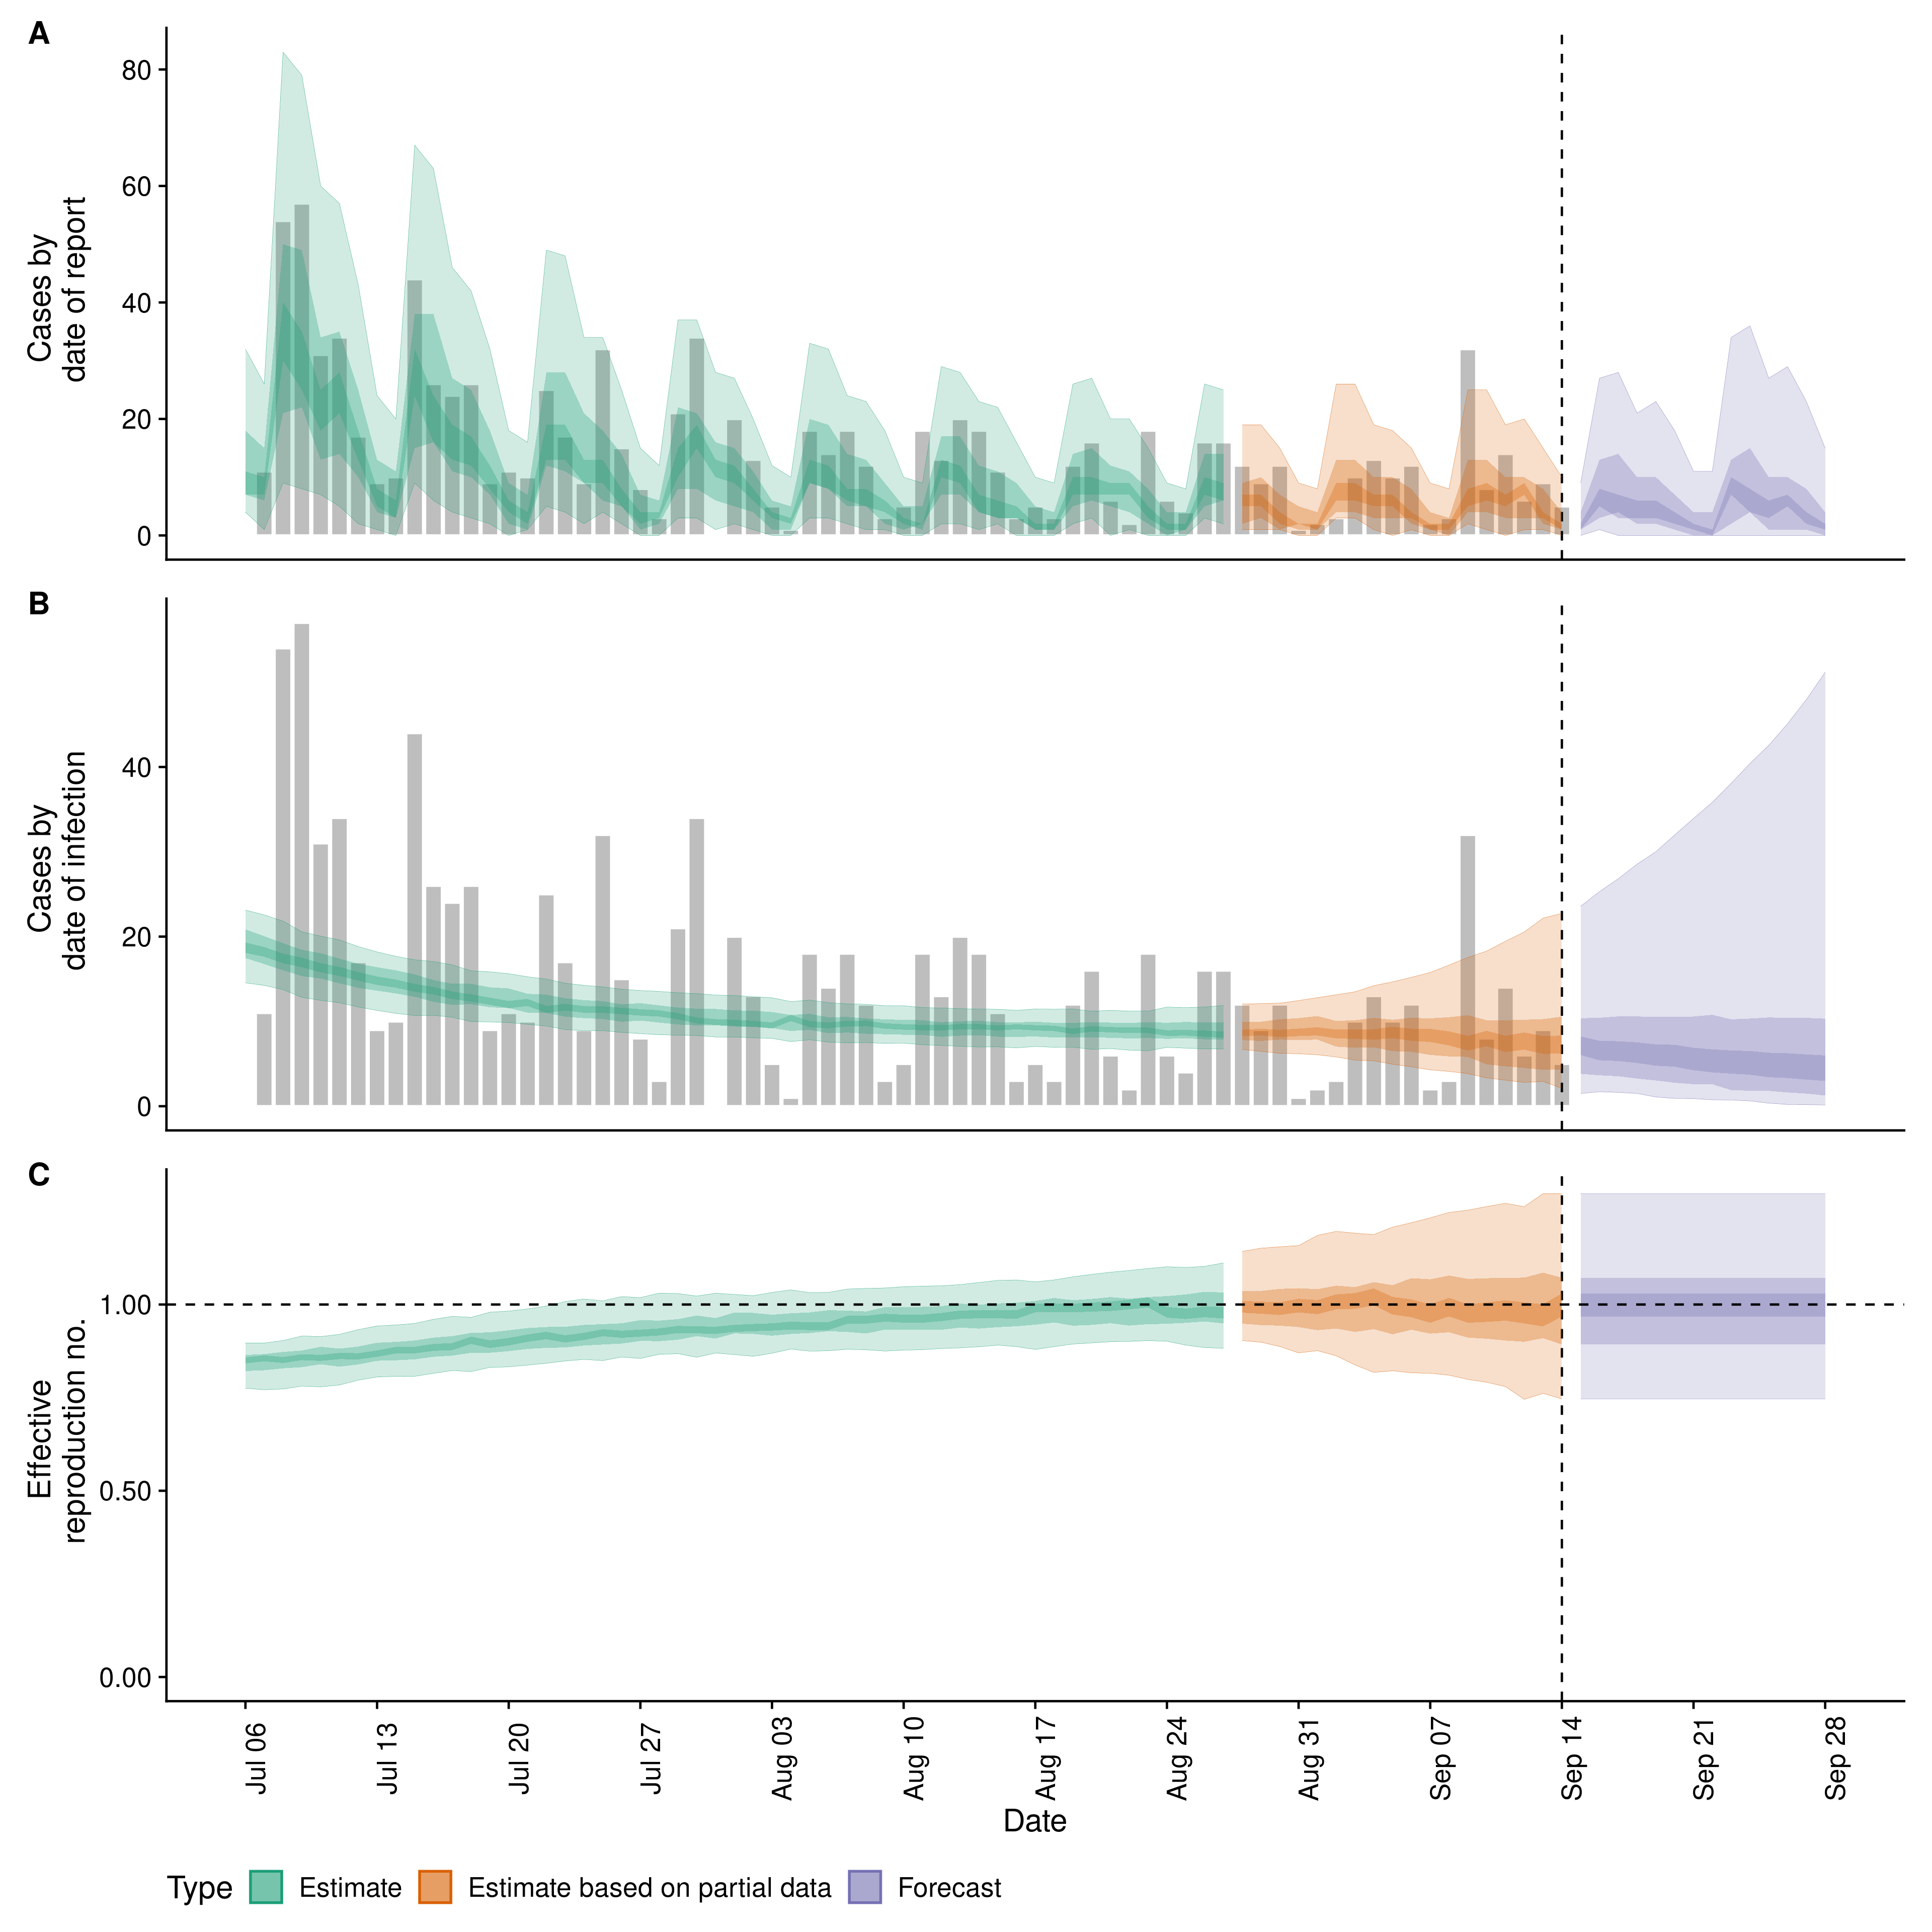 A
80
60
40
20
0
Cases by
date of report
B
40
20
0
Cases by
date of infection
C
1.00
0.50
0.00
Effective
reproduction no.
Jul 06
Jul 13
Jul 20
Jul 27
Aug 03
Aug 10
Aug 17
Aug 24
Aug 31
Sep 07
Sep 14
Sep 21
Sep 28
Date
Type Estimate Estimate based on partial data Forecast